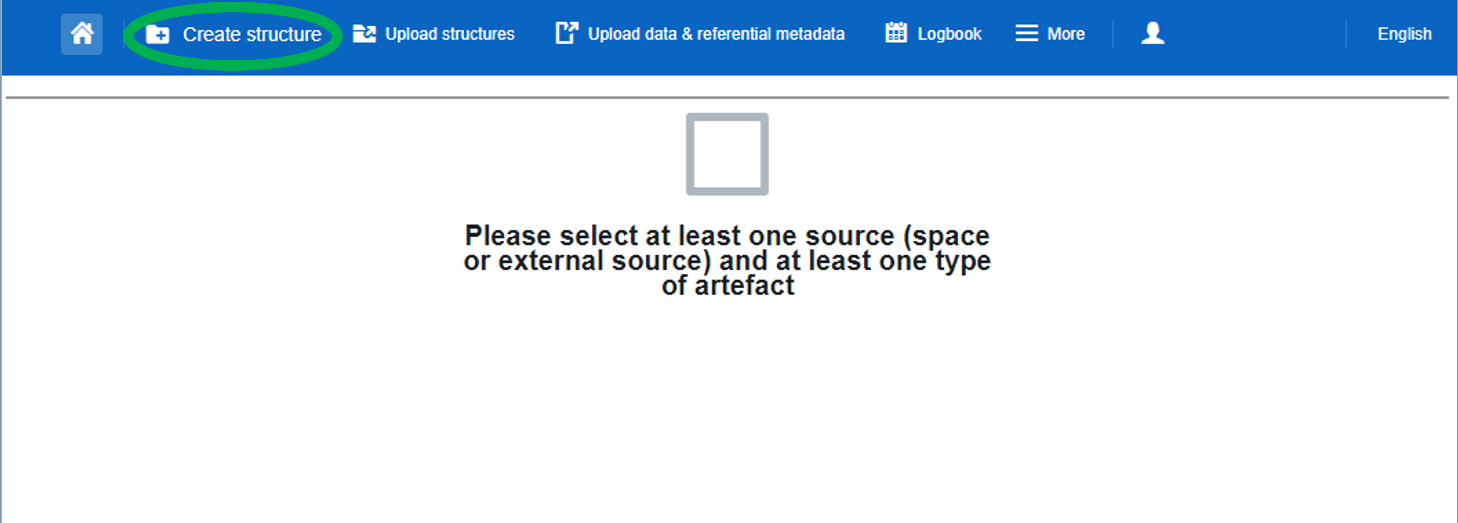 Create structure
Upload structures
Upload data & referential metadata
Logbook
More
English
Please select at least one source (space
or external source) and at least one type
of artefact